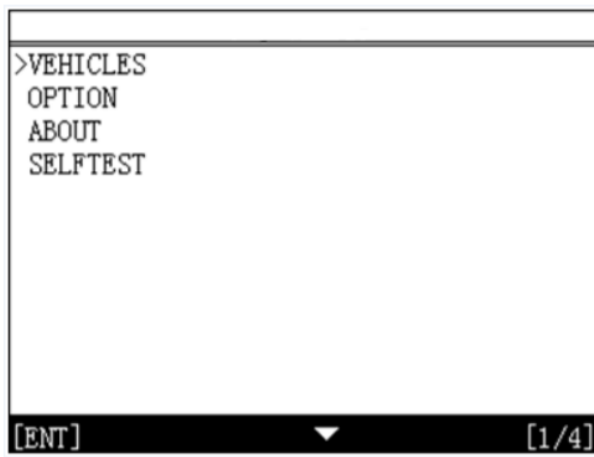 >VEHICLES
OPTION
ABOUT
SELFTEST
[ENT] [1/4]